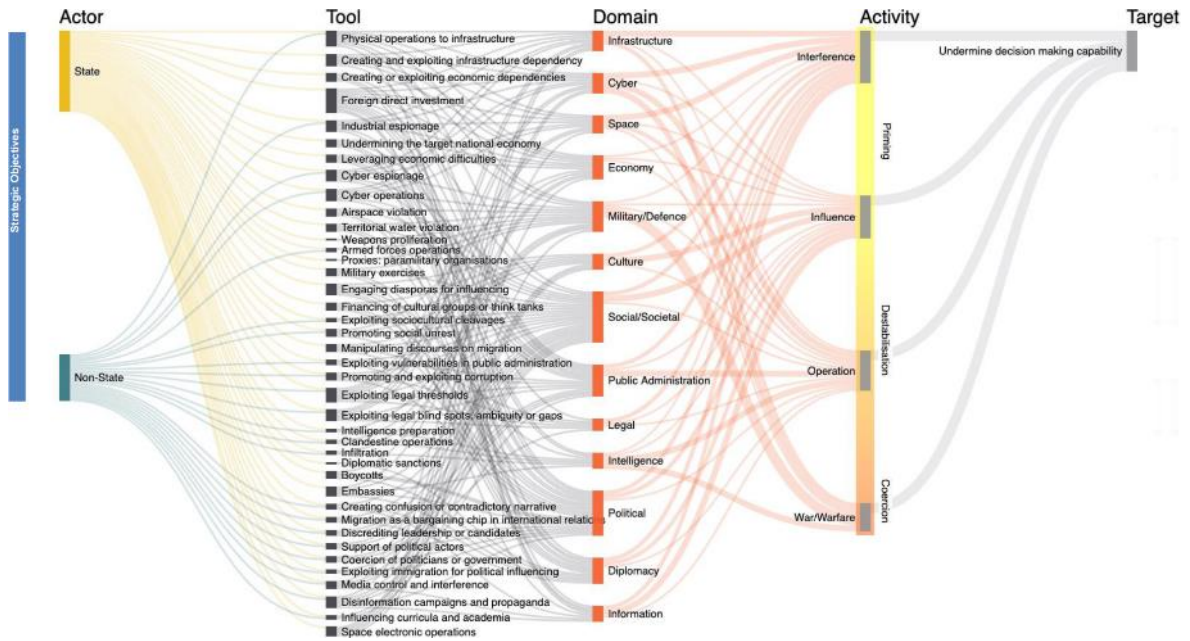 Actor
Tool
Domain
Activity
Target
Strategic Objectives
State
Non-State
Physical operations to infrastructure
Creating and exploiting infrastructure dependency
Creating or exploiting economic dependencies
Foreign direct investment
Industrial espionage
Undermining the target national economy
Leveraging economic difficulties
Cyber espionage
Cyber operations
Airspace violation
Territorial water violation
Weapons proliferation
Armed forces operations
Proxies: paramilitary organisations
Military exercises
Engaging diasporas for influencing
Financing of cultural groups or think tanks
Exploiting sociocultural cleavages
Promoting social unrest
Manipulating discourses on migration
Exploiting vulnerabilities in public administration
Promoting and exploiting corruption
Exploiting legal thresholds
Exploiting legal blind spots, ambiguity or gaps
Intelligence preparation
Clandestine operations
Infiltration
Diplomatic sanctions
Boycotts
Embassies
Creating confusion or contradictory narrative
Migration as a bargaining chip in international relations
Discrediting leadership or candidates
Support of political actors
Coercion of politicians or government
Exploiting immigration for political influencing
Media control and interference
Disinformation campaigns and propaganda
Influencing curricula and academia
Space electronic operations
Infrastructure
Cyber
Space
Economy
Military/Defence
Culture
Social/Societal
Public Administration
Legal
Intelligence
Political
Diplomacy
Information
Interference
Influence
Operation
War/Warfare
Priming
Destabilisation
Coercion
Undermine decision making capability